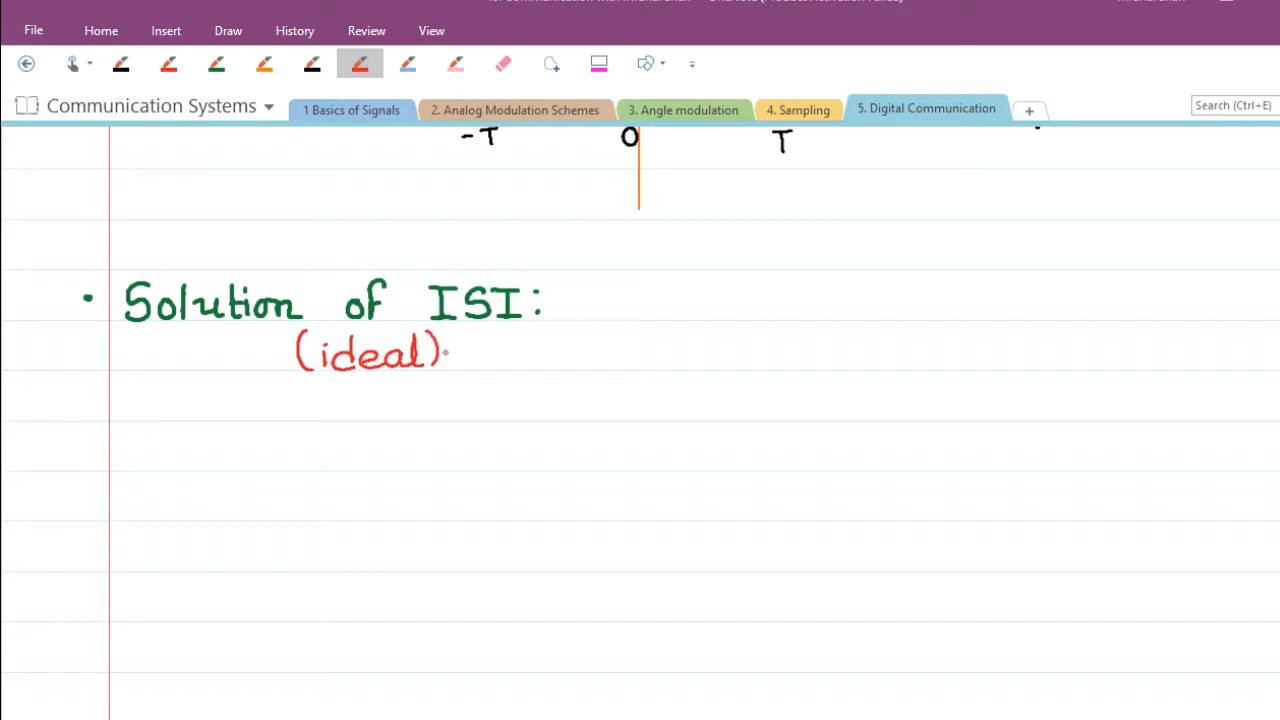 File Home Insert Draw History Review View
Communication Systems 1 Basics of Signals 2. Analog Modulation Schemes 3. Angle modulation 4. Sampling 5. Digital Communication + Search (Ctrl+E)
-T 0 T
• Solution of ISI:
(ideal)